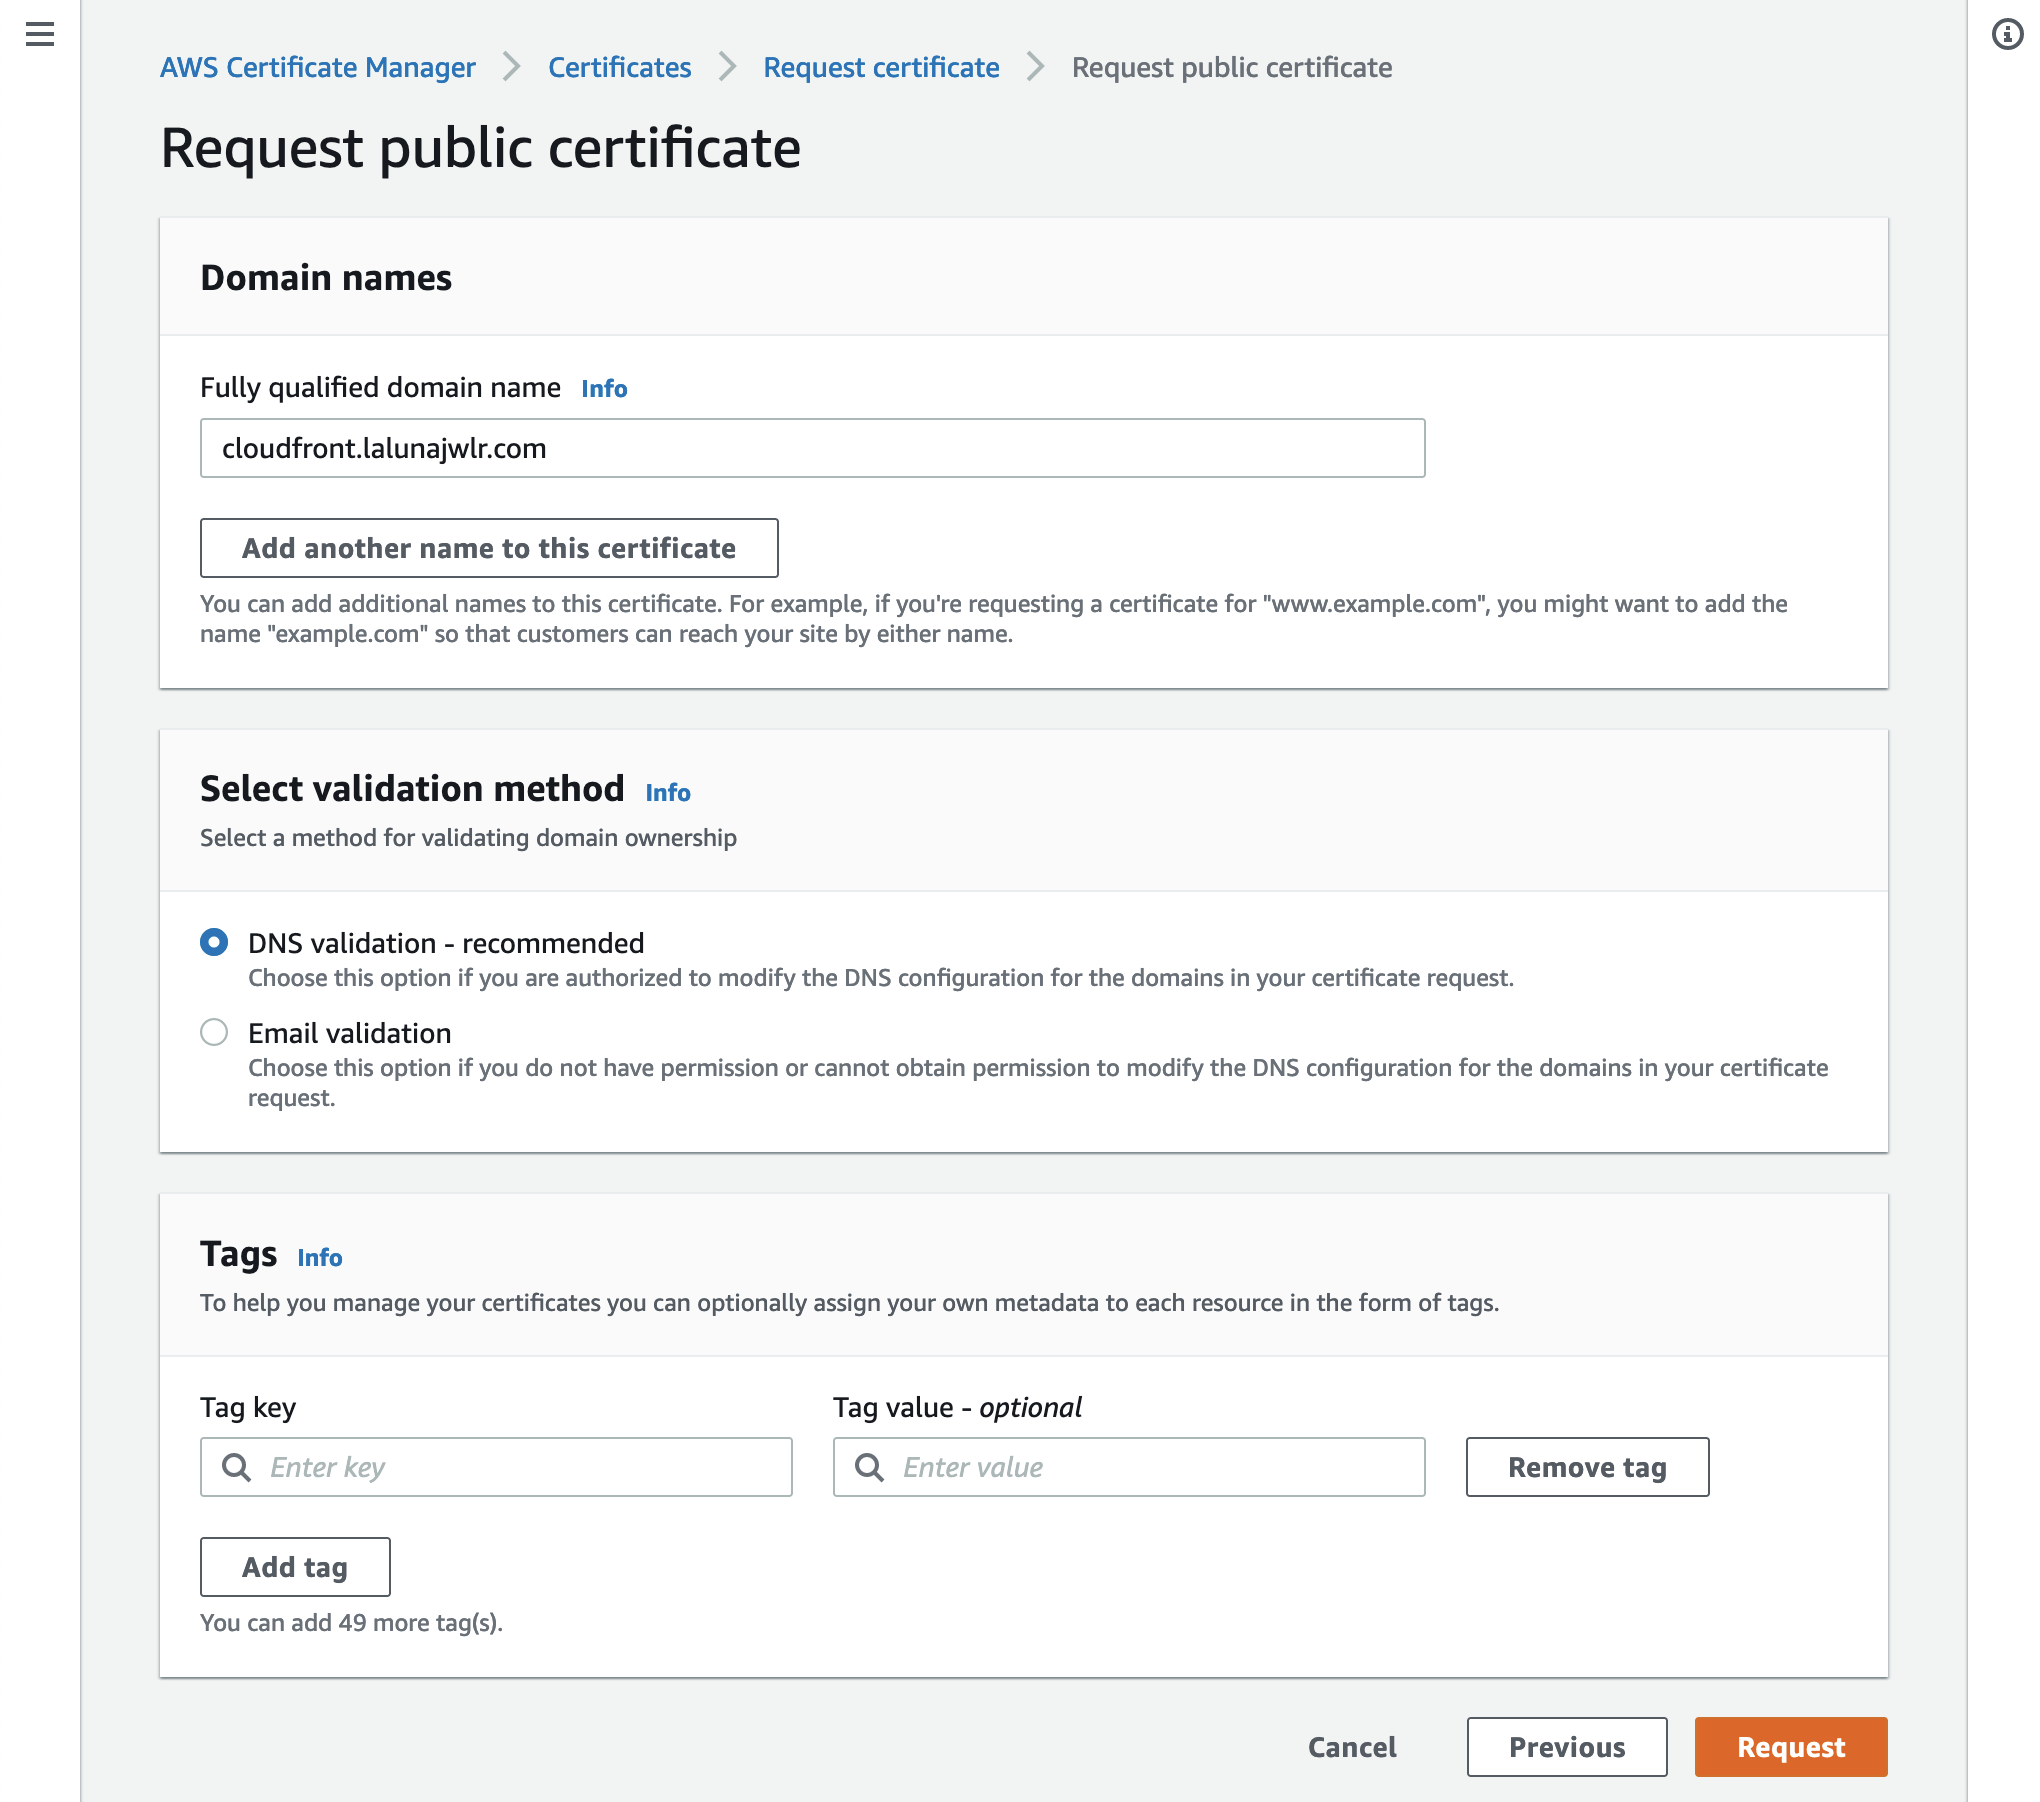 AWS Certificate Manager > Certificates > Request certificate > Request public certificate
Request public certificate
Domain names
Fully qualified domain name Info
cloudfront.lalunajwlr.com
Add another name to this certificate
You can add additional names to this certificate. For example, if you're requesting a certificate for "www.example.com", you might want to add the
name "example.com" so that customers can reach your site by either name.
Select validation method Info
Select a method for validating domain ownership
DNS validation - recommended
Choose this option if you are authorized to modify the DNS configuration for the domains in your certificate request.
Email validation
Choose this option if you do not have permission or cannot obtain permission to modify the DNS configuration for the domains in your certificate
request.
Tags Info
To help you manage your certificates you can optionally assign your own metadata to each resource in the form of tags.
Tag key
Tag value - optional
Enter key
Enter value
Remove tag
Add tag
You can add 49 more tag(s).
Cancel
Previous
Request